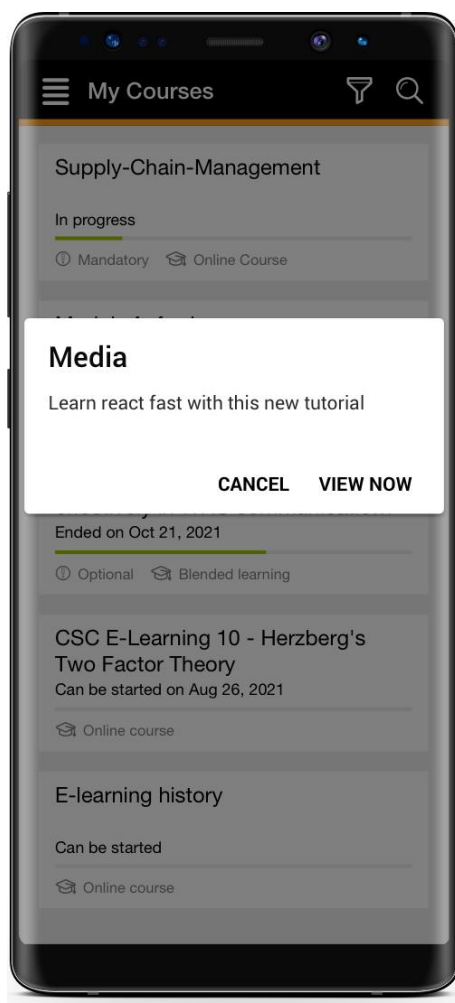 My Courses
Supply-Chain-Management
In progress
Mandatory Online Course
Media
Learn react fast with this new tutorial
CANCEL VIEW NOW
Ended on Oct 21, 2021
Optional Blended learning
CSC E-Learning 10 - Herzberg's
Two Factor Theory
Can be started on Aug 26, 2021
Online course
E-learning history
Can be started
Online course